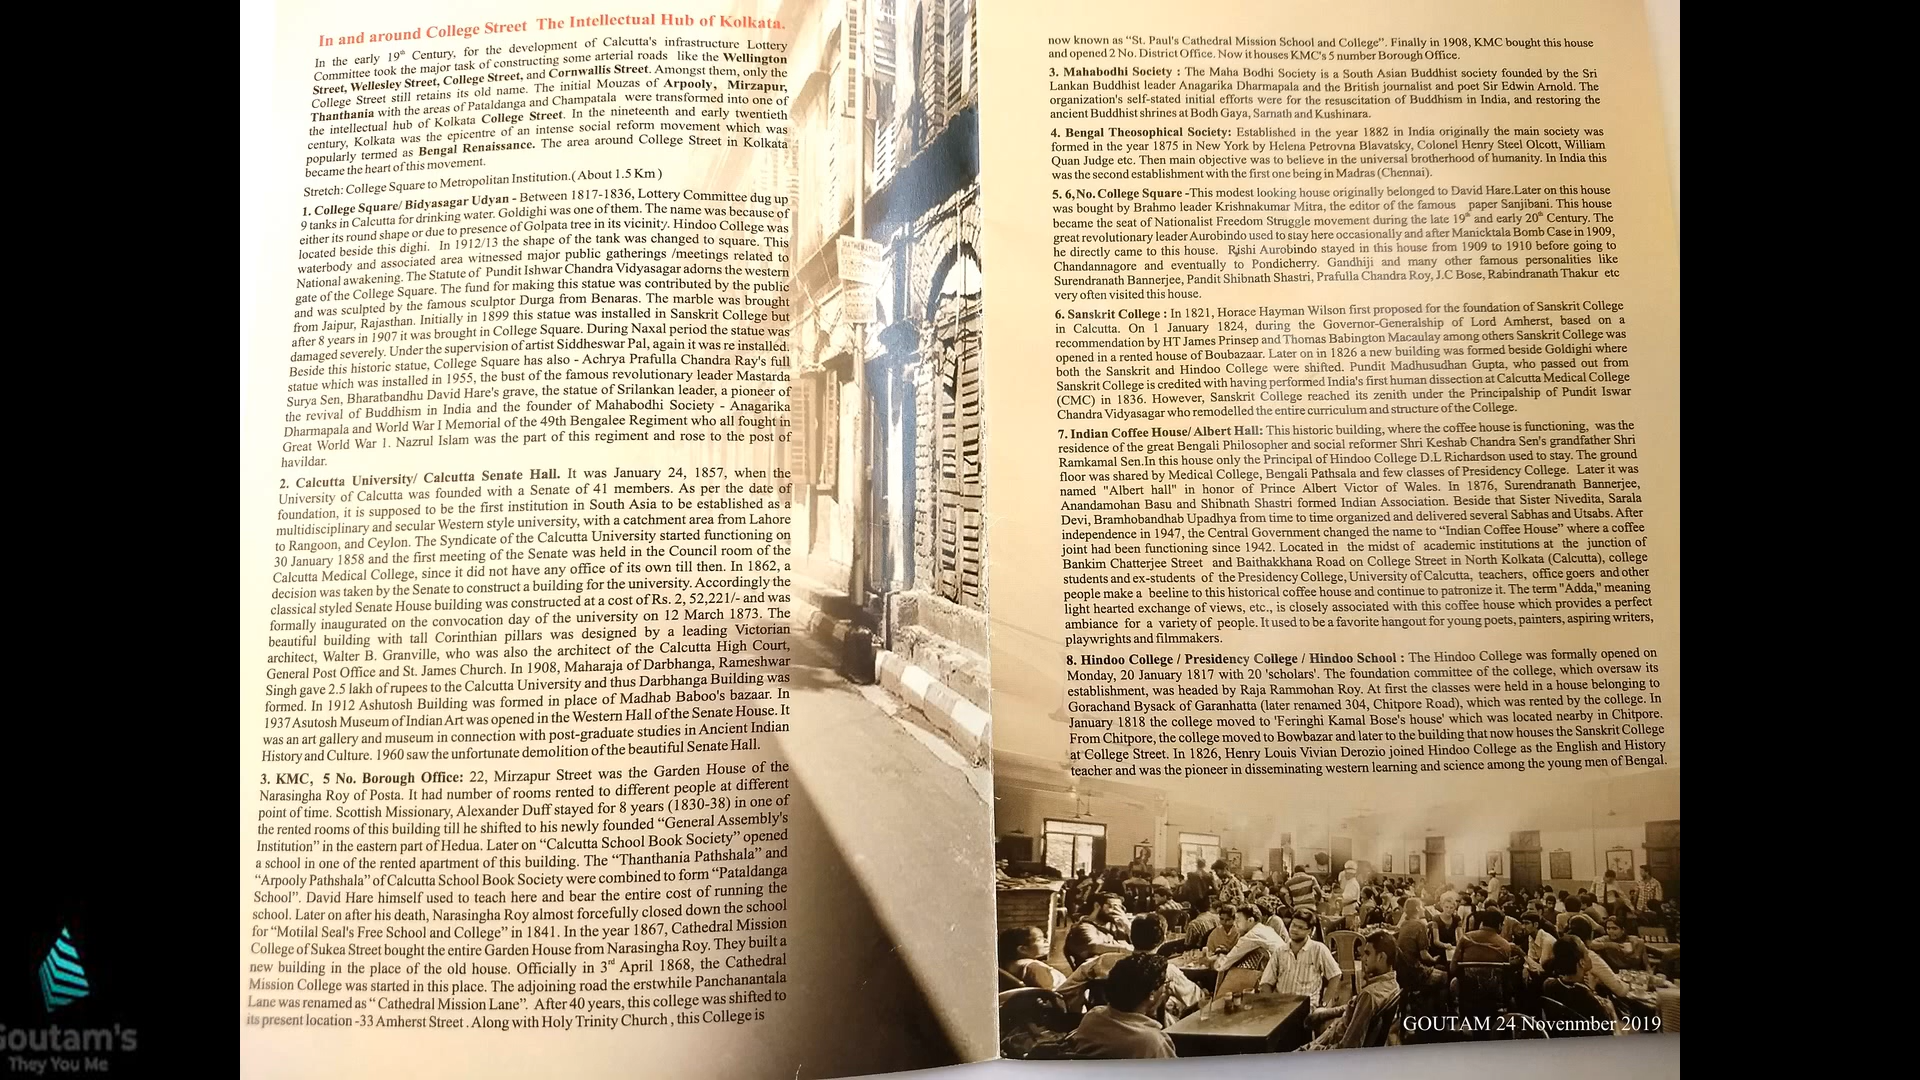 In and around College Street The Intellectual Hub of Kolkata.
In the early 19th Century, for the development of Calcutta's infrastructure Lottery
Committee took the major task of constructing some arterial roads like the Wellington
Street, Wellesley Street, College Street, and Cornwallis Street. Amongst them, only the
College Street still retains its old name. The initial Mouzas of Arpooly, Mirzapur,
Thanthania with the areas of Pataldanga and Champatala were transformed into one of
the intellectual hub of Kolkata College Street. In the nineteenth and early twentieth
century, Kolkata was the epicentre of an intense social reform movement which was
popularly termed as Bengal Renaissance. The area around College Street in Kolkata
became the heart of this movement.
Stretch: College Square to Metropolitan Institution.( About 1.5 Km )
1. College Square/ Bidyasagar Udyan - Between 1817-1836, Lottery Committee dug up
9 tanks in Calcutta for drinking water. Goldighi was one of them. The name was because of
either its round shape or due to presence of Golpata tree in its vicinity. Hindoo College was
located beside this dighi. In 1912/13 the shape of the tank was changed to square. This
waterbody and associated area witnessed major public gatherings /meetings related to
National awakening. The Statute of Pundit Ishwar Chandra Vidyasagar adorns the western
gate of the College Square. The fund for making this statue was contributed by the public
and was sculpted by the famous sculptor Durga from Benaras. The marble was brought
from Jaipur, Rajasthan. Initially in 1899 this statue was installed in Sanskrit College but
after 8 years in 1907 it was brought in College Square. During Naxal period the statue was
damaged severely. Under the supervision of artist Siddheswar Pal, again it was re installed.
Beside this historic statue, College Square has also - Achrya Prafulla Chandra Ray's full
statue which was installed in 1955, the bust of the famous revolutionary leader Mastarda
Surya Sen, Bharatbandhu David Hare's grave, the statue of Srilankan leader, a pioneer of
the revival of Buddhism in India and the founder of Mahabodhi Society - Anagarika
Dharmapala and World War I Memorial of the 49th Bengalee Regiment who all fought in
Great World War 1. Nazrul Islam was the part of this regiment and rose to the post of
havildar.
2. Calcutta University/ Calcutta Senate Hall. It was January 24, 1857, when the
University of Calcutta was founded with a Senate of 41 members. As per the date of
foundation, it is supposed to be the first institution in South Asia to be established as a
multidisciplinary and secular Western style university, with a catchment area from Lahore
to Rangoon, and Ceylon. The Syndicate of the Calcutta University started functioning on
30 January 1858 and the first meeting of the Senate was held in the Council room of the
Calcutta Medical College, since it did not have any office of its own till then. In 1862, a
decision was taken by the Senate to construct a building for the university. Accordingly the
classical styled Senate House building was constructed at a cost of Rs. 2, 52,221/- and was
formally inaugurated on the convocation day of the university on 12 March 1873. The
beautiful building with tall Corinthian pillars was designed by a leading Victorian
architect, Walter B. Granville, who was also the architect of the Calcutta High Court,
General Post Office and St. James Church. In 1908, Maharaja of Darbhanga, Rameshwar
Singh gave 2.5 lakh of rupees to the Calcutta University and thus Darbhanga Building was
formed. In 1912 Ashutosh Building was formed in place of Madhab Baboo's bazaar. In
1937 Asutosh Museum of Indian Art was opened in the Western Hall of the Senate House. It
was an art gallery and museum in connection with post-graduate studies in Ancient Indian
History and Culture. 1960 saw the unfortunate demolition of the beautiful Senate Hall.
3. KMC, 5 No. Borough Office: 22, Mirzapur Street was the Garden House of the
Narasingha Roy of Posta. It had number of rooms rented to different people at different
point of time. Scottish Missionary, Alexander Duff stayed for 8 years (1830-38) in one of
the rented rooms of this building till he shifted to his newly founded “General Assembly's
Institution” in the eastern part of Hedua. Later on “Calcutta School Book Society” opened
a school in one of the rented apartment of this building. The “Thanthania Pathshala” and
“Arpooly Pathshala” of Calcutta School Book Society were combined to form “Pataldanga
School”. David Hare himself used to teach here and bear the entire cost of running the
school. Later on after his death, Narasingha Roy almost forcefully closed down the school
for “Motilal Seal's Free School and College” in 1841. In the year 1867, Cathedral Mission
College of Sukea Street bought the entire Garden House from Narasingha Roy. They built a
new building in the place of the old house. Officially in 3rd April 1868, the Cathedral
Mission College was started in this place. The adjoining road the erstwhile Panchanantala
Lane was renamed as “ Cathedral Mission Lane”. After 40 years, this college was shifted to
its present location -33 Amherst Street . Along with Holy Trinity Church , this College is
now known as “St. Paul's Cathedral Mission School and College”. Finally in 1908, KMC bought this house
and opened 2 No. District Office. Now it houses KMC's 5 number Borough Office.
3. Mahabodhi Society : The Maha Bodhi Society is a South Asian Buddhist society founded by the Sri
Lankan Buddhist leader Anagarika Dharmapala and the British journalist and poet Sir Edwin Arnold. The
organization's self-stated initial efforts were for the resuscitation of Buddhism in India, and restoring the
ancient Buddhist shrines at Bodh Gaya, Sarnath and Kushinara.
4. Bengal Theosophical Society: Established in the year 1882 in India originally the main society was
formed in the year 1875 in New York by Helena Petrovna Blavatsky, Colonel Henry Steel Olcott, William
Quan Judge etc. Then main objective was to believe in the universal brotherhood of humanity. In India this
was the second establishment with the first one being in Madras (Chennai).
5. 6,No. College Square -This modest looking house originally belonged to David Hare.Later on this house
was bought by Brahmo leader Krishnakumar Mitra, the editor of the famous paper Sanjibani. This house
became the seat of Nationalist Freedom Struggle movement during the late 19th and early 20th Century. The
great revolutionary leader Aurobindo used to stay here occasionally and after Manicktala Bomb Case in 1909,
he directly came to this house. Rishi Aurobindo stayed in this house from 1909 to 1910 before going to
Chandannagore and eventually to Pondicherry. Gandhiji and many other famous personalities like
Surendranath Bannerjee, Pandit Shibnath Shastri, Prafulla Chandra Roy, J.C Bose, Rabindranath Thakur etc
very often visited this house.
6. Sanskrit College : In 1821, Horace Hayman Wilson first proposed for the foundation of Sanskrit College
in Calcutta. On 1 January 1824, during the Governor-Generalship of Lord Amherst, based on a
recommendation by HT James Prinsep and Thomas Babington Macaulay among others Sanskrit College was
opened in a rented house of Boubazaar. Later on in 1826 a new building was formed beside Goldighi where
both the Sanskrit and Hindoo College were shifted. Pundit Madhusudhan Gupta, who passed out from
Sanskrit College is credited with having performed India's first human dissection at Calcutta Medical College
(CMC) in 1836. However, Sanskrit College reached its zenith under the Principalship of Pundit Iswar
Chandra Vidyasagar who remodelled the entire curriculum and structure of the College.
7. Indian Coffee House/ Albert Hall: This historic building, where the coffee house is functioning, was the
residence of the great Bengali Philosopher and social reformer Shri Keshab Chandra Sen's grandfather Shri
Ramkamal Sen.In this house only the Principal of Hindoo College D.L Richardson used to stay. The ground
floor was shared by Medical College, Bengali Pathsala and few classes of Presidency College. Later it was
named "Albert hall" in honor of Prince Albert Victor of Wales. In 1876, Surendranath Bannerjee,
Anandamohan Basu and Shibnath Shastri formed Indian Association. Beside that Sister Nivedita, Sarala
Devi, Bramhobandhab Upadhya from time to time organized and delivered several Sabhas and Utsabs. After
independence in 1947, the Central Government changed the name to “Indian Coffee House” where a coffee
joint had been functioning since 1942. Located in the midst of academic institutions at the junction of
Bankim Chatterjee Street and Baithakkhana Road on College Street in North Kolkata (Calcutta), college
students and ex-students of the Presidency College, University of Calcutta, teachers, office goers and other
people make a beeline to this historical coffee house and continue to patronize it. The term "Adda," meaning
light hearted exchange of views, etc., is closely associated with this coffee house which provides a perfect
ambiance for a variety of people. It used to be a favorite hangout for young poets, painters, aspiring writers,
playwrights and filmmakers.
8. Hindoo College / Presidency College / Hindoo School : The Hindoo College was formally opened on
Monday, 20 January 1817 with 20 'scholars'. The foundation committee of the college, which oversaw its
establishment, was headed by Raja Rammohan Roy. At first the classes were held in a house belonging to
Gorachand Bysack of Garanhatta (later renamed 304, Chitpore Road), which was rented by the college. In
January 1818 the college moved to 'Feringhi Kamal Bose's house' which was located nearby in Chitpore.
From Chitpore, the college moved to Bowbazar and later to the building that now houses the Sanskrit College
at College Street. In 1826, Henry Louis Vivian Derozio joined Hindoo College as the English and History
teacher and was the pioneer in disseminating western learning and science among the young men of Bengal.
GOUTAM 24 Novenmber 2019
Goutam's
They You Me